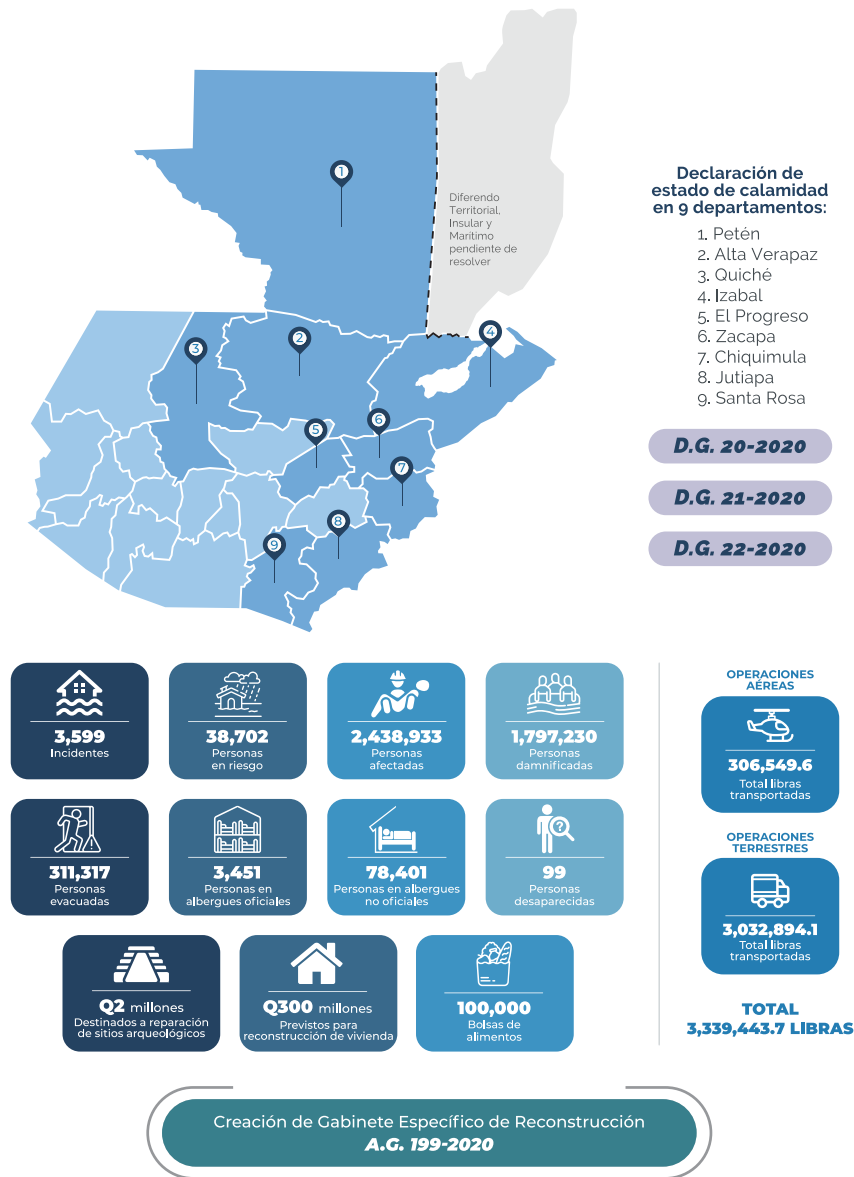 1
Diferendo
Territorial,
Insular y
Marítimo
pendiente de
resolver
2
3
4
5
6
7
8
9
Declaración de
estado de calamidad
en 9 departamentos:
1. Petén
2. Alta Verapaz
3. Quiché
4. Izabal
5. El Progreso
6. Zacapa
7. Chiquimula
8. Jutiapa
9. Santa Rosa
D.G. 20-2020
D.G. 21-2020
D.G. 22-2020
3,599
Incidentes
38,702
Personas
en riesgo
2,438,933
Personas
afectadas
1,797,230
Personas
damnificadas
311,317
Personas
evacuadas
3,451
Personas en
albergues oficiales
78,401
Personas en albergues
no oficiales
?
99
Personas
desaparecidas
Q2 millones
Destinados a reparación
de sitios arqueológicos
Q300 millones
Previstos para
reconstrucción de vivienda
100,000
Bolsas de
alimentos
OPERACIONES
AÉREAS
306,549.6
Total libras
transportadas
OPERACIONES
TERRESTRES
3,032,894.1
Total libras
transportadas
TOTAL
3,339,443.7 LIBRAS
Creación de Gabinete Específico de Reconstrucción
A.G. 199-2020